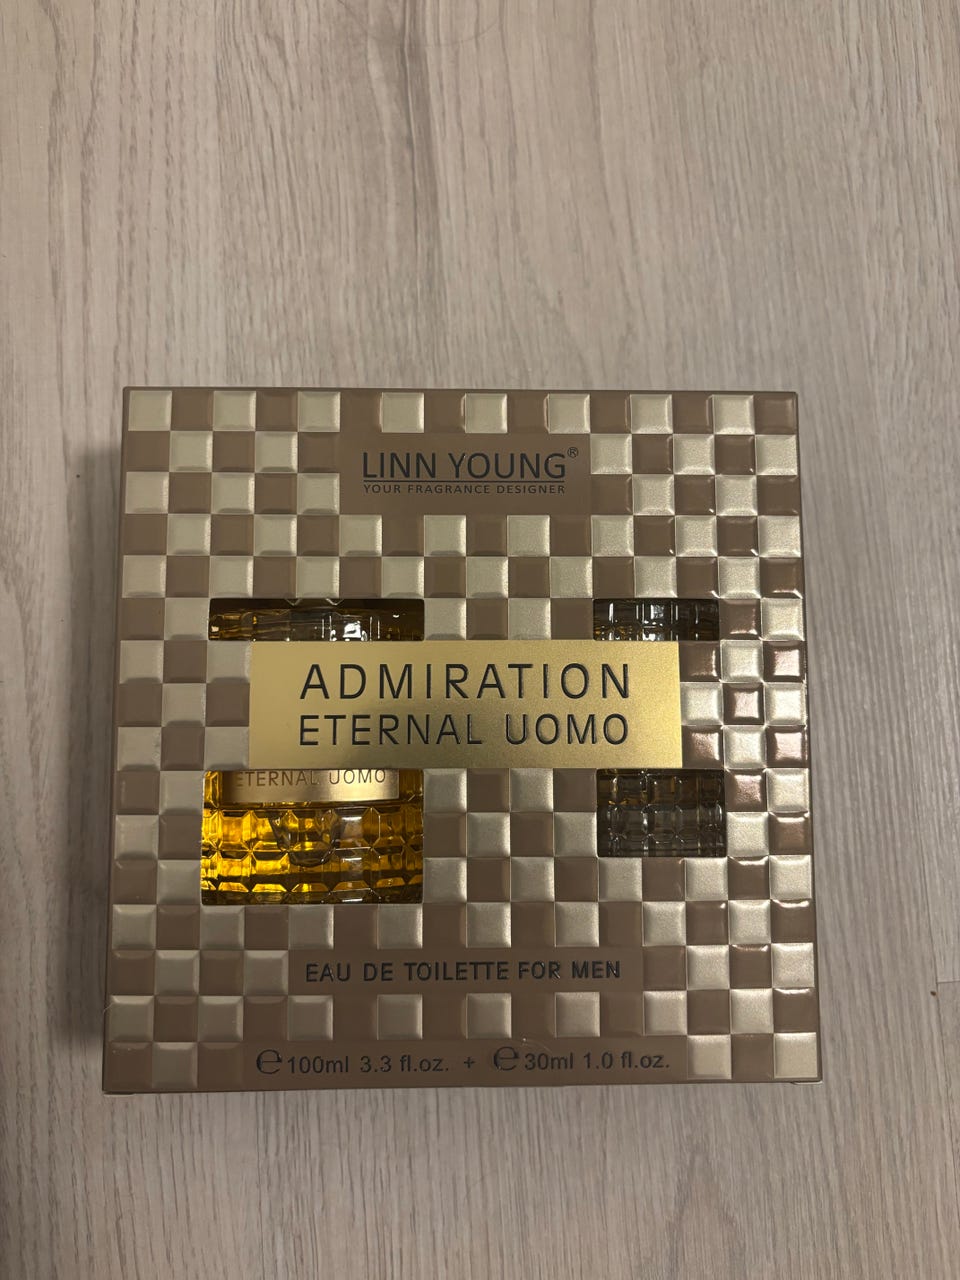 LINN YOUNG®
YOUR FRAGRANCE DESIGNER
ADMIRATION
ETERNAL UOMO
ETERNAL UOMO
EAU DE TOILETTE FOR MEN
℮100ml 3.3 fl.oz. + ℮30ml 1.0 fl.oz.